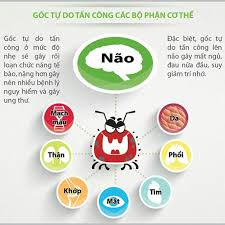 GỐC TỰ DO TẤN CÔNG CÁC BỘ PHẬN CƠ THỂ
Gốc tự do tấn
công ở mức độ
nhẹ sẽ gây rối
loạn chức năng tế
bào, nặng hơn gây
nên nhiều bệnh lý
nguy hiểm và gây
ung thư.
Não
Đặc biệt, gốc tự
do tấn công lên
não gây mất ngủ,
đau nửa đầu, suy
giảm trí nhớ.
Mạch
máu
Da
Thận
Phổi
Khớp
Mắt
Tim